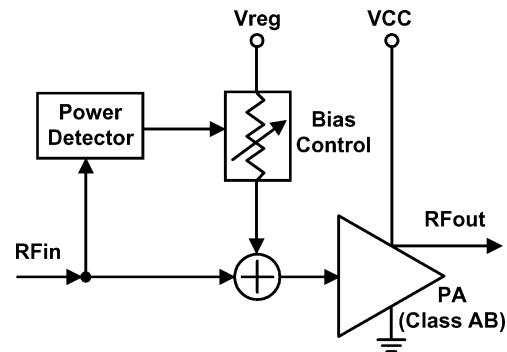 Vreg
VCC
Power
Detector
Bias
Control
RFin
RFout
PA
(Class AB)